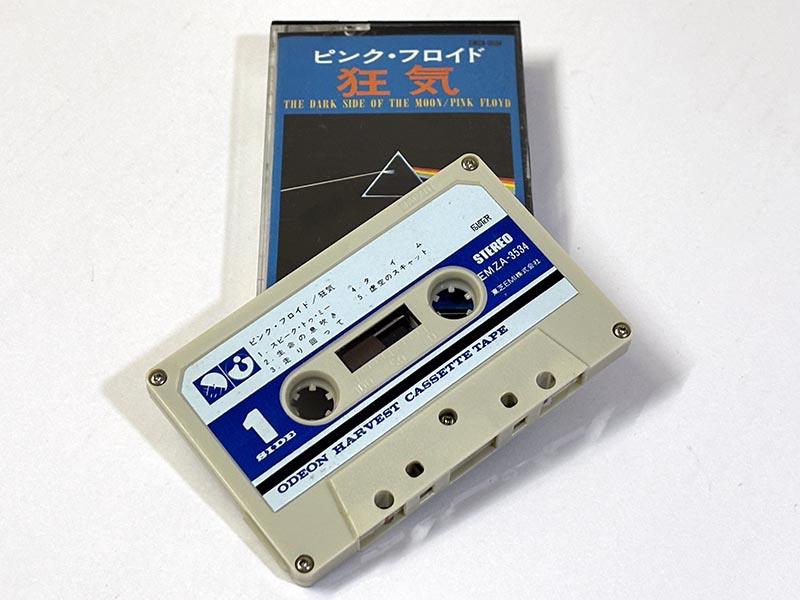 ピンク・フロイド
狂気
THE DARK SIDE OF THE MOON/PINK FLOYD
STEREO
EMZA-3534
東芝EMI株式会社
ピンク・フロイド/狂気
1. スピーク・トゥ・ミー
2. 生命の息吹き
3. 走り回って
4. タイム
5. 虚空のスキャット
1
SIDE
ODEON HARVEST CASSETTE TAPE
100
50
0